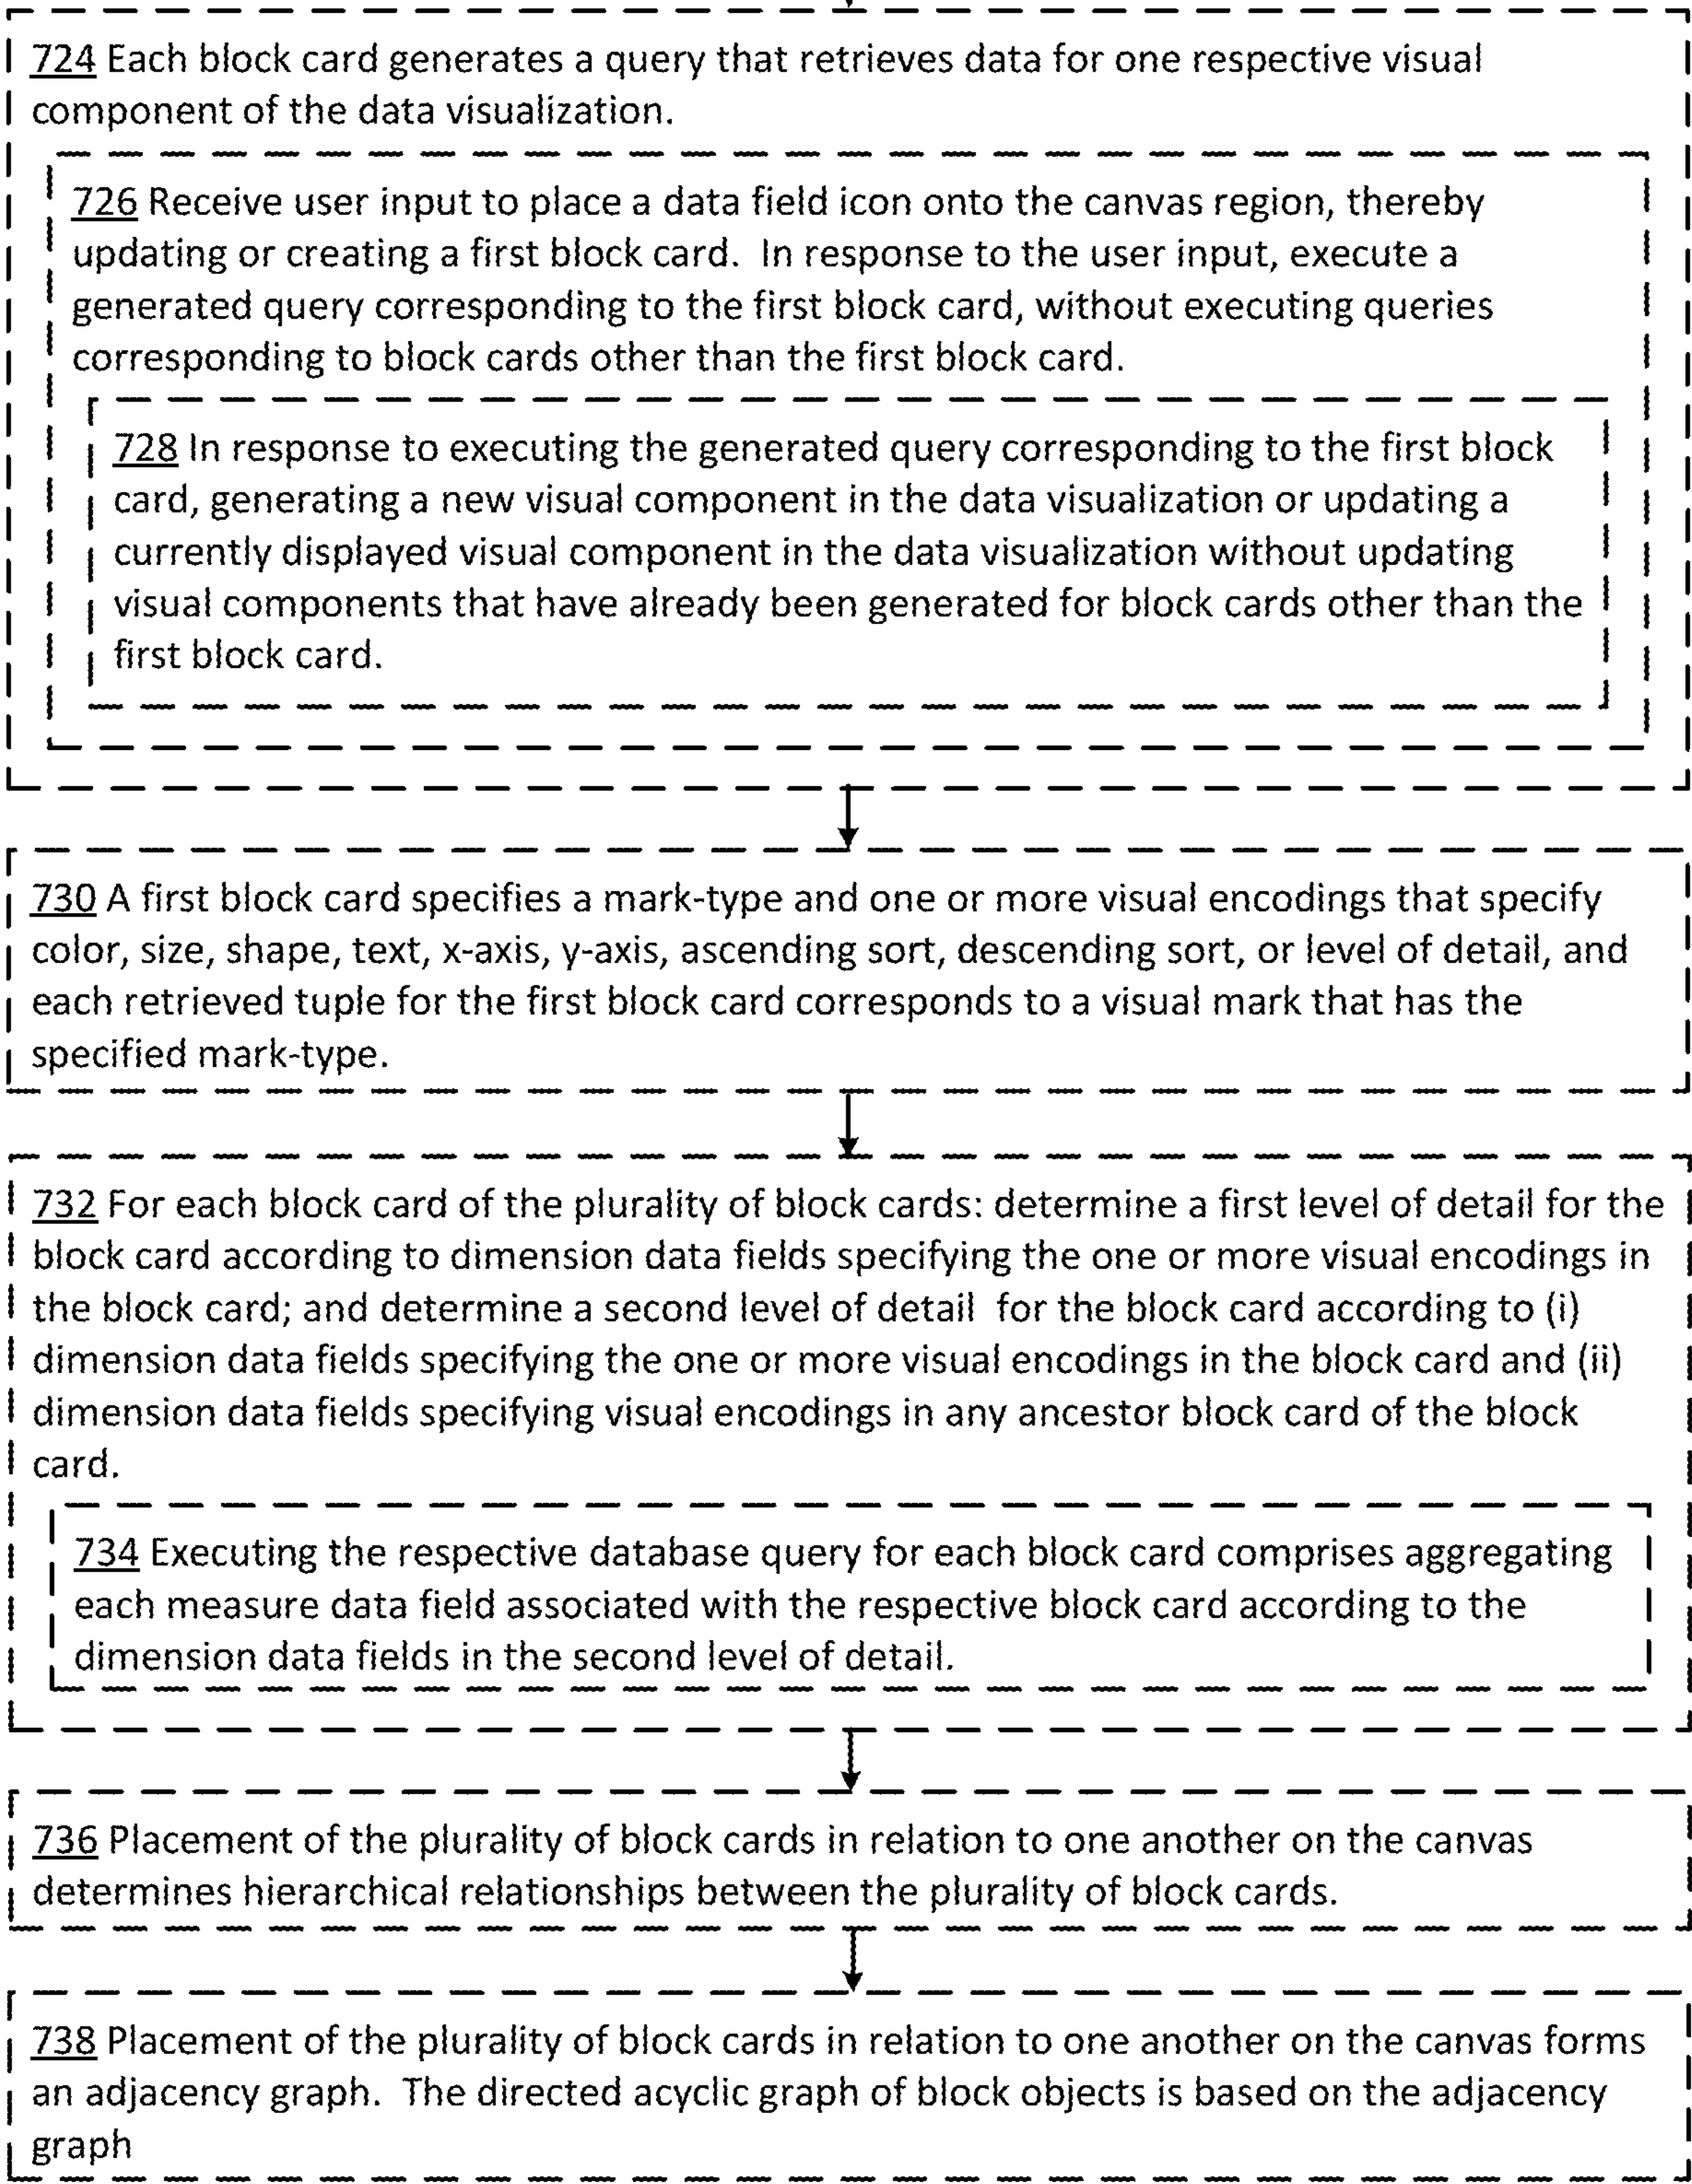 724 Each block card generates a query that retrieves data for one respective visual
component of the data visualization.
726 Receive user input to place a data field icon onto the canvas region, thereby
updating or creating a first block card.  In response to the user input, execute a
generated query corresponding to the first block card, without executing queries
corresponding to block cards other than the first block card.
728 In response to executing the generated query corresponding to the first block
card, generating a new visual component in the data visualization or updating a
currently displayed visual component in the data visualization without updating
visual components that have already been generated for block cards other than the
first block card.
730 A first block card specifies a mark-type and one or more visual encodings that specify
color, size, shape, text, x-axis, y-axis, ascending sort, descending sort, or level of detail, and
each retrieved tuple for the first block card corresponds to a visual mark that has the
specified mark-type.
732 For each block card of the plurality of block cards: determine a first level of detail for the
block card according to dimension data fields specifying the one or more visual encodings in
the block card; and determine a second level of detail  for the block card according to (i)
dimension data fields specifying the one or more visual encodings in the block card and (ii)
dimension data fields specifying visual encodings in any ancestor block card of the block
card.
734 Executing the respective database query for each block card comprises aggregating
each measure data field associated with the respective block card according to the
dimension data fields in the second level of detail.
736 Placement of the plurality of block cards in relation to one another on the canvas
determines hierarchical relationships between the plurality of block cards.
738 Placement of the plurality of block cards in relation to one another on the canvas forms
an adjacency graph.  The directed acyclic graph of block objects is based on the adjacency
graph